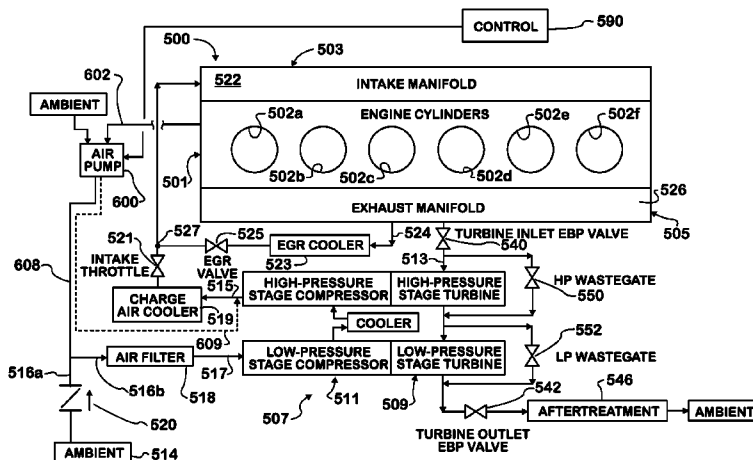 CONTROL
590
500
503
602
522
INTAKE MANIFOLD
AMBIENT
ENGINE CYLINDERS
502a
502e
502f
AIR
PUMP
501
502b
502c
502d
600
526
EXHAUST MANIFOLD
527
525
524
TURBINE INLET EBP VALVE
505
521
EGR COOLER
540
INTAKE
THROTTLE
EGR
VALVE
523
513
608
515
HIGH-PRESSURE
STAGE COMPRESSOR
HIGH-PRESSURE
STAGE TURBINE
HP WASTEGATE
550
CHARGE
AIR COOLER
519
COOLER
552
609
516a
AIR FILTER
LOW-PRESSURE
STAGE COMPRESSOR
LOW-PRESSURE
STAGE TURBINE
LP WASTEGATE
517
516b
518
511
509
542
546
520
507
AFTERTREATMENT
AMBIENT
TURBINE OUTLET
EBP VALVE
AMBIENT
514